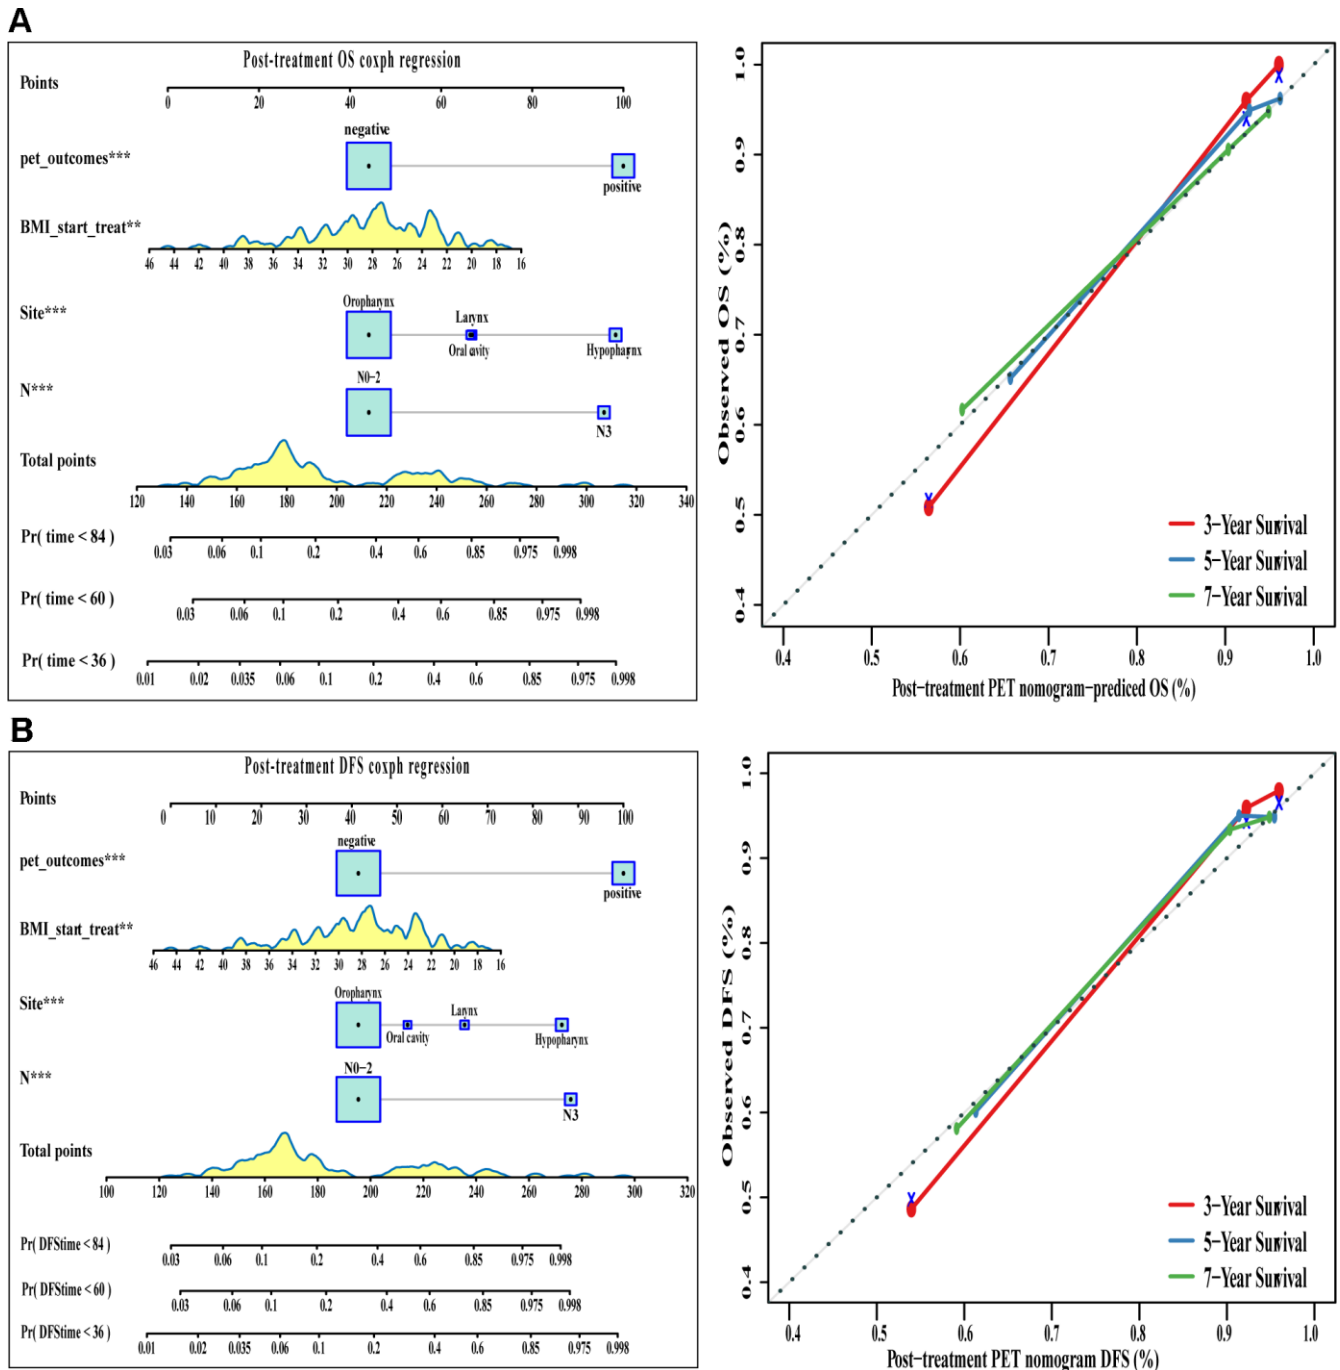 A
Post-treatment OS coxph regression
Points
0 20 40 60 80 100
negative
pet_outcomes***
positive
BMI_start_treat**
46 44 42 40 38 36 34 32 30 28 26 24 22 20 18 16
Oropharynx
Site***
Larynx
Oral cavity
Hypopharynx
N0-2
N***
N3
Total points
120 140 160 180 200 220 240 260 280 300 320 340
Pr( time < 84 )
0.03 0.06 0.1 0.2 0.4 0.6 0.85 0.975 0.998
Pr( time < 60 )
0.03 0.06 0.1 0.2 0.4 0.6 0.85 0.975 0.998
Pr( time < 36 )
0.01 0.02 0.035 0.06 0.1 0.2 0.4 0.6 0.85 0.975 0.998
Observed OS (%)
1.0
0.9
0.8
0.7
0.6
0.5
0.4
3-Year Survival
5-Year Survival
7-Year Survival
0.4 0.5 0.6 0.7 0.8 0.9 1.0
Post-treatment PET nomogram-prediced OS (%)
B
Post-treatment DFS coxph regression
Points
0 10 20 30 40 50 60 70 80 90 100
negative
pet_outcomes***
positive
BMI_start_treat**
46 44 42 40 38 36 34 32 30 28 26 24 22 20 18 16
Oropharynx
Site***
Larynx
Oral cavity
Hypopharynx
N0-2
N***
N3
Total points
100 120 140 160 180 200 220 240 260 280 300 320
Pr( DFStime < 84 )
0.03 0.06 0.1 0.2 0.4 0.6 0.85 0.975 0.998
Pr( DFStime < 60 )
0.03 0.06 0.1 0.2 0.4 0.6 0.85 0.975 0.998
Pr( DFStime < 36 )
0.01 0.02 0.035 0.06 0.1 0.2 0.4 0.6 0.85 0.975 0.998
Observed DFS (%)
1.0
0.9
0.8
0.7
0.6
0.5
0.4
3-Year Survival
5-Year Survival
7-Year Survival
0.4 0.5 0.6 0.7 0.8 0.9 1.0
Post-treatment PET nomogram DFS (%)